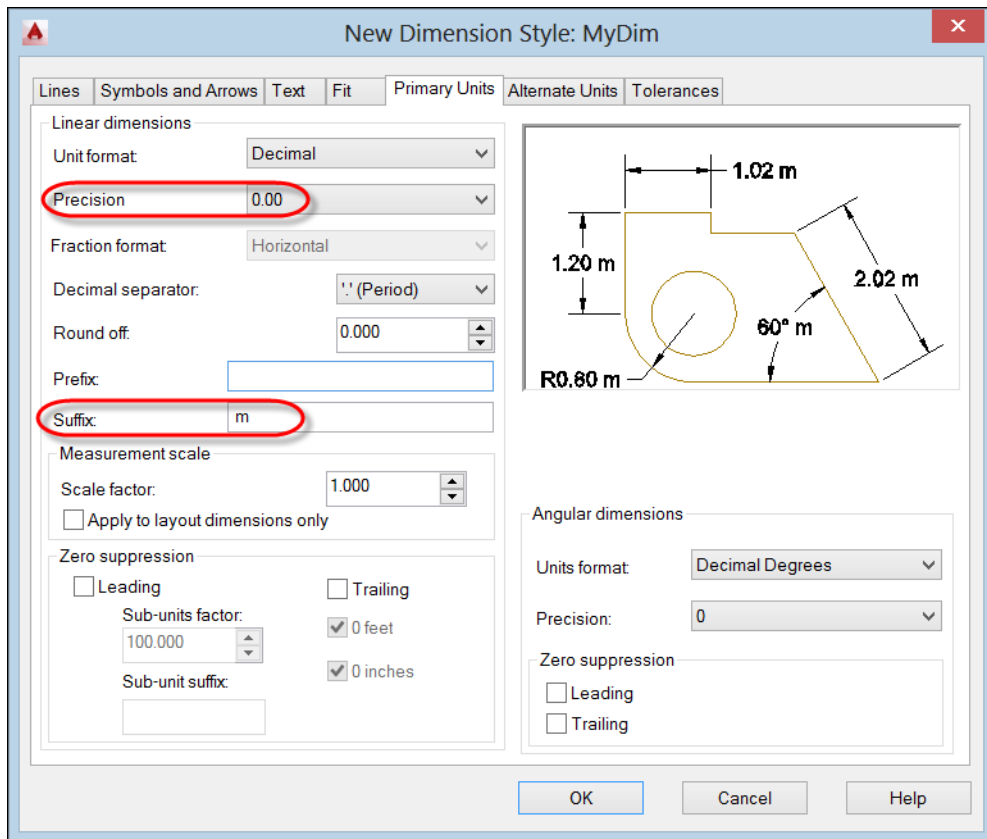 New Dimension Style: MyDim
Lines Symbols and Arrows Text Fit Primary Units Alternate Units Tolerances
Linear dimensions
Unit format: Decimal
Precision 0.00
Fraction format: Horizontal
Decimal separator: '.' (Period)
Round off: 0.000
Prefix:
Suffix: m
Measurement scale
Scale factor: 1.000
Apply to layout dimensions only
Zero suppression
Leading
Trailing
Sub-units factor:
100.000
0 feet
Sub-unit suffix:
0 inches
1.02 m
1.20 m
2.02 m
60° m
R0.80 m
Angular dimensions
Units format: Decimal Degrees
Precision: 0
Zero suppression
Leading
Trailing
OK Cancel Help